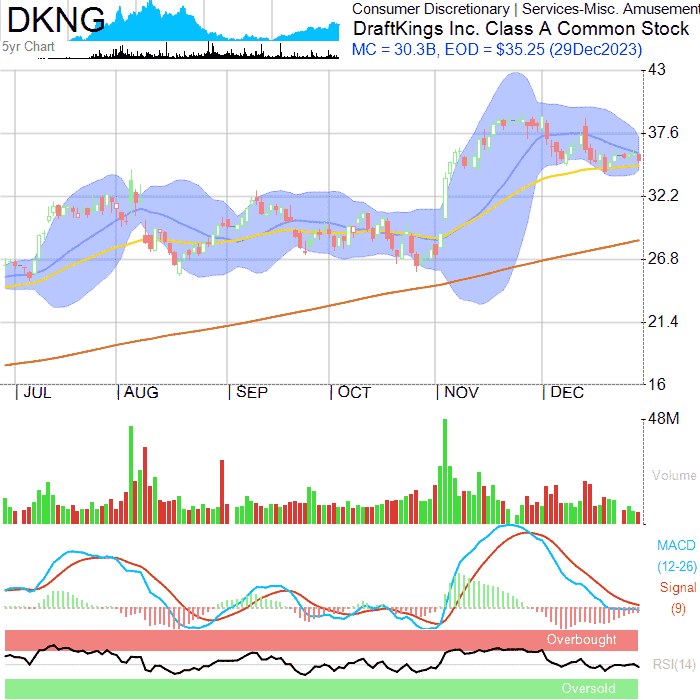 DKNG
5yr Chart
Consumer Discretionary | Services-Misc. Amusement
DraftKings Inc. Class A Common Stock
MC = 30.3B, EOD = $35.25 (29Dec2023)
43
37.6
32.2
26.8
21.4
16
JUL AUG SEP OCT NOV DEC
48M
Volume
MACD
(12-26)
Signal
(9)
Overbought
RSI(14)
Oversold